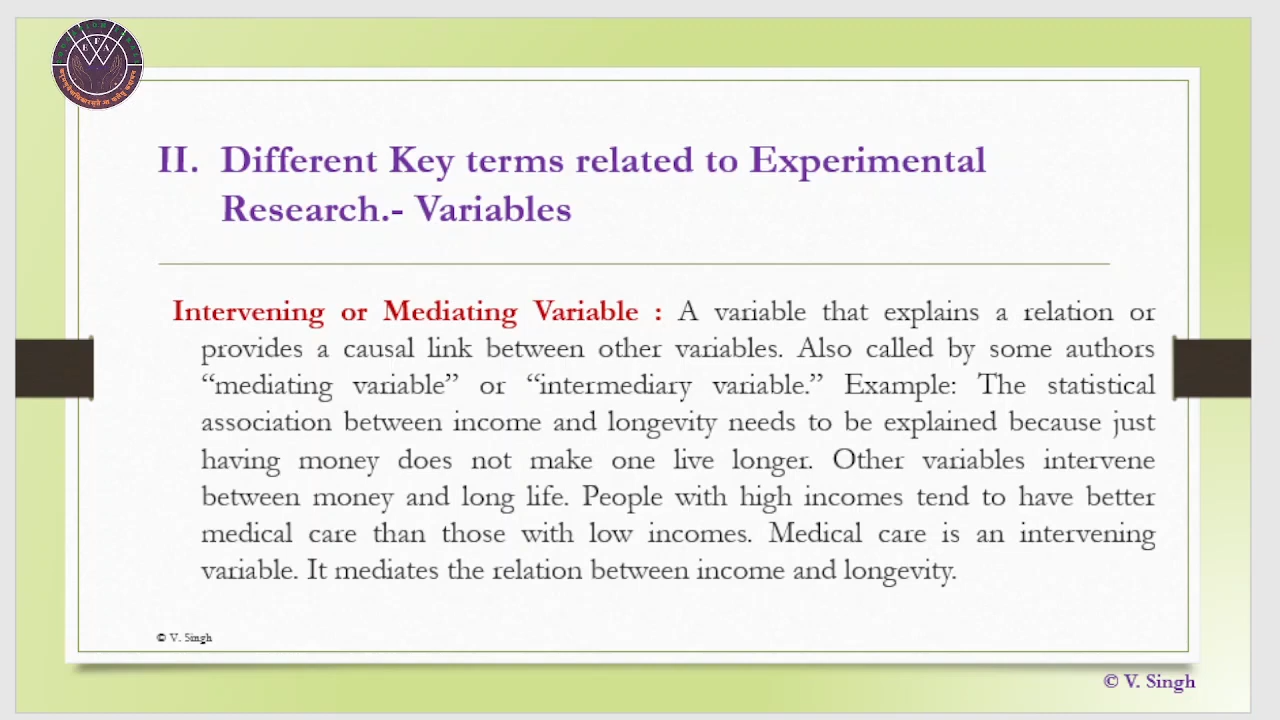 E F A
II. Different Key terms related to Experimental
Research.- Variables
Intervening or Mediating Variable : A variable that explains a relation or
provides a causal link between other variables. Also called by some authors
“mediating variable” or “intermediary variable.” Example: The statistical
association between income and longevity needs to be explained because just
having money does not make one live longer. Other variables intervene
between money and long life. People with high incomes tend to have better
medical care than those with low incomes. Medical care is an intervening
variable. It mediates the relation between income and longevity.
© V. Singh
© V. Singh